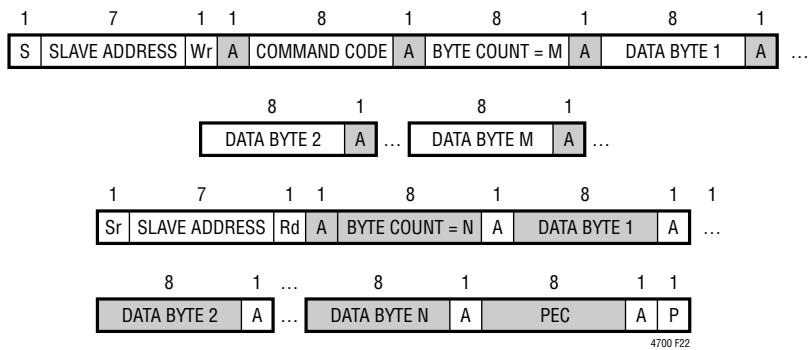 1 7 1 1 8 1 8 1 8 1
S SLAVE ADDRESS Wr A COMMAND CODE A BYTE COUNT = M A DATA BYTE 1 A …
8 1 8 1
DATA BYTE 2 A … DATA BYTE M A …
1 7 1 1 8 1 8 1 1
Sr SLAVE ADDRESS Rd A BYTE COUNT = N A DATA BYTE 1 A …
8 1 … 8 1 8 1 1
DATA BYTE 2 A … DATA BYTE N A PEC A P
4700 F22